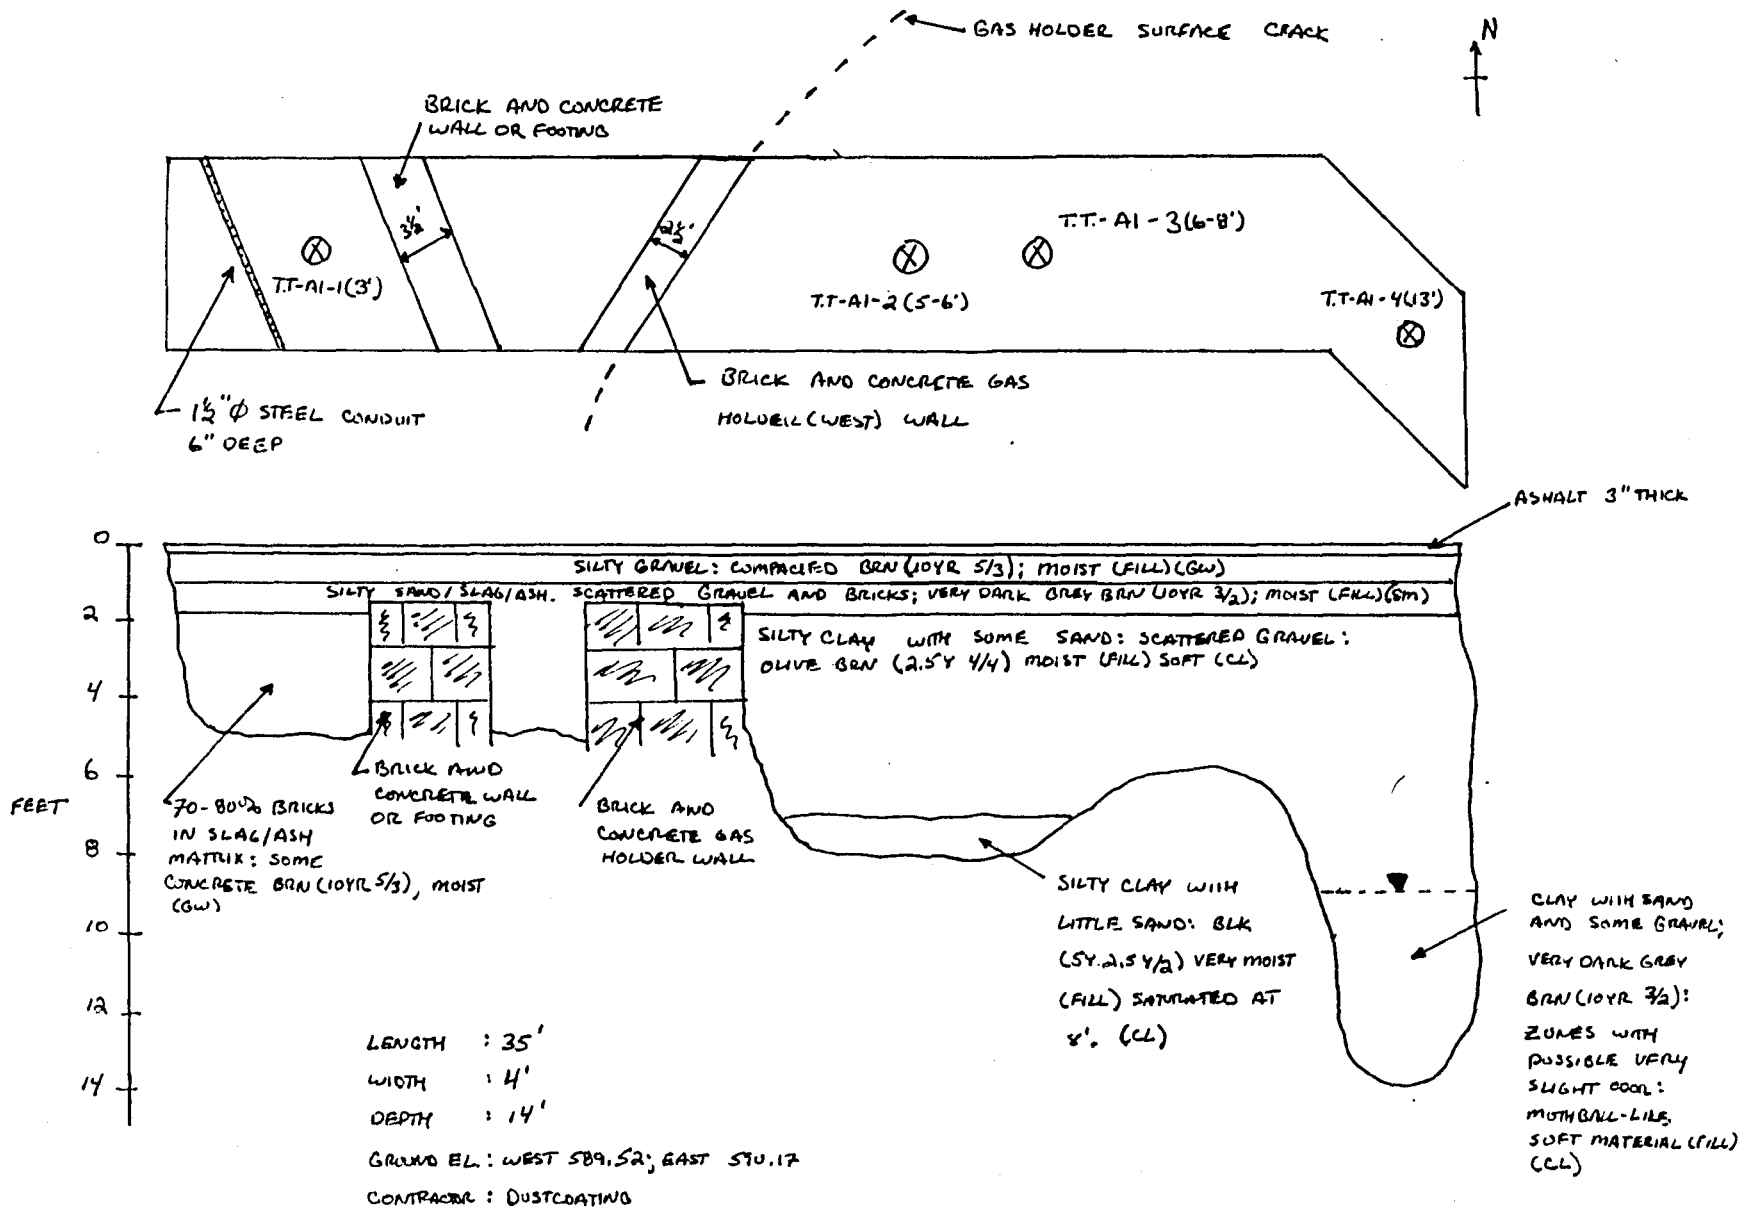 GAS HOLDER SURFACE CRACK
N
BRICK AND CONCRETE
WALL OR FOOTING
3½'
2½'
T.T.-A1-3(6-8')
T.T-A1-1(3')
T.T-A1-2(5-6')
T.T-A1-4(13')
1½"Ø STEEL CONDUIT
6" DEEP
BRICK AND CONCRETE GAS
HOLDER(WEST) WALL
ASHALT 3" THICK
0
SILTY GRAVEL: COMPACTED BRN (10YR 5/3); MOIST (FILL)(GW)
SILTY SAND/SLAG/ASH. SCATTERED GRAVEL AND BRICKS; VERY DARK GREY BRN (10YR 3/2); MOIST (FILL)(SM)
2
SILTY CLAY WITH SOME SAND: SCATTERED GRAVEL:
OLIVE BRN (2.5Y 4/4) MOIST (FILL) SOFT (CL)
4
6
FEET
8
10
12
14
70-80% BRICKS
IN SLAG/ASH
MATRIX: SOME
CONCRETE BRN (10YR 5/3), MOIST
(GW)
BRICK AND
CONCRETE WALL
OR FOOTING
BRICK AND
CONCRETE GAS
HOLDER WALL
SILTY CLAY WITH
LITTLE SAND: BLK
(5Y.2.5Y/2) VERY MOIST
(FILL) SATURATED AT
8'. (CL)
CLAY WITH SAND
AND SOME GRAVEL;
VERY DARK GREY
BRN (10YR 3/2):
ZONES WITH
POSSIBLE VERY
SLIGHT ODOR:
MOTHBALL-LIKE.
SOFT MATERIAL (FILL)
(CL)
LENGTH : 35'
WIDTH : 4'
DEPTH : 14'
GROUND EL: WEST 589.52; EAST 590.17
CONTRACTOR : DUSTCOATING